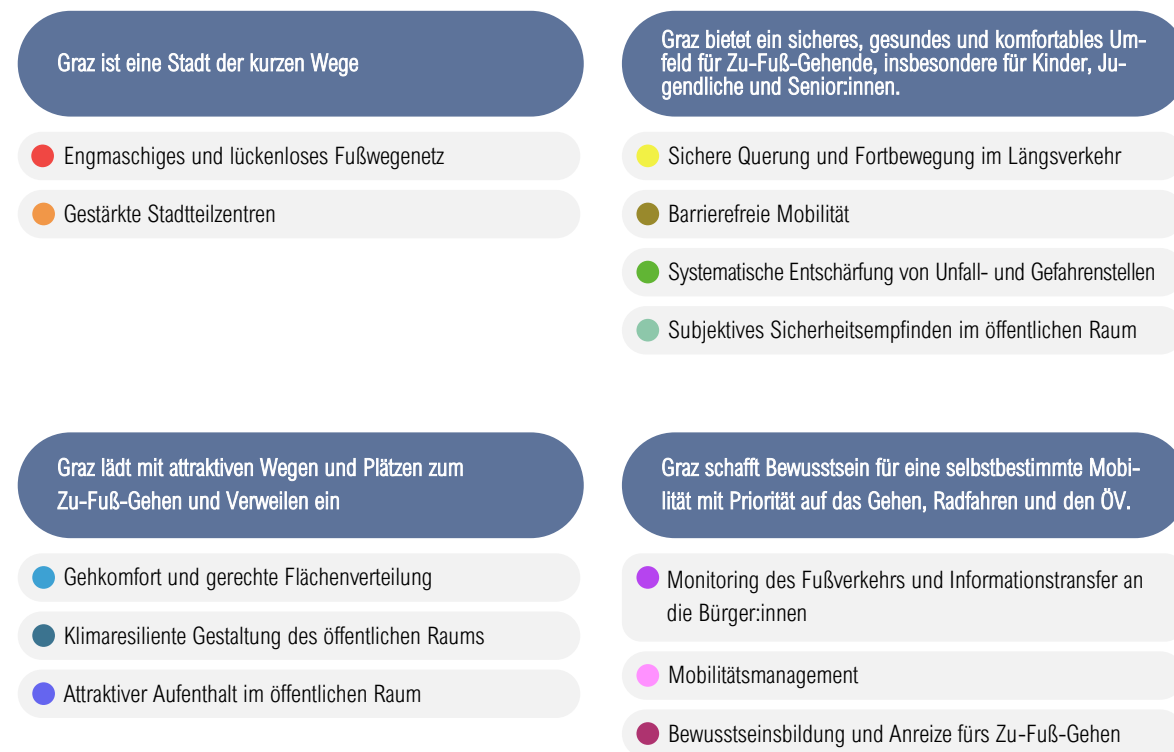 Graz ist eine Stadt der kurzen Wege
Engmaschiges und lückenloses Fußwegenetz
Gestärkte Stadtteilzentren
Graz bietet ein sicheres, gesundes und komfortables Um-
feld für Zu-Fuß-Gehende, insbesondere für Kinder, Ju-
gendliche und Senior:innen.
Sichere Querung und Fortbewegung im Längsverkehr
Barrierefreie Mobilität
Systematische Entschärfung von Unfall- und Gefahrenstellen
Subjektives Sicherheitsempfinden im öffentlichen Raum
Graz lädt mit attraktiven Wegen und Plätzen zum
Zu-Fuß-Gehen und Verweilen ein
Gehkomfort und gerechte Flächenverteilung
Klimaresiliente Gestaltung des öffentlichen Raums
Attraktiver Aufenthalt im öffentlichen Raum
Graz schafft Bewusstsein für eine selbstbestimmte Mobi-
lität mit Priorität auf das Gehen, Radfahren und den ÖV.
Monitoring des Fußverkehrs und Informationstransfer an
die Bürger:innen
Mobilitätsmanagement
Bewusstseinsbildung und Anreize fürs Zu-Fuß-Gehen